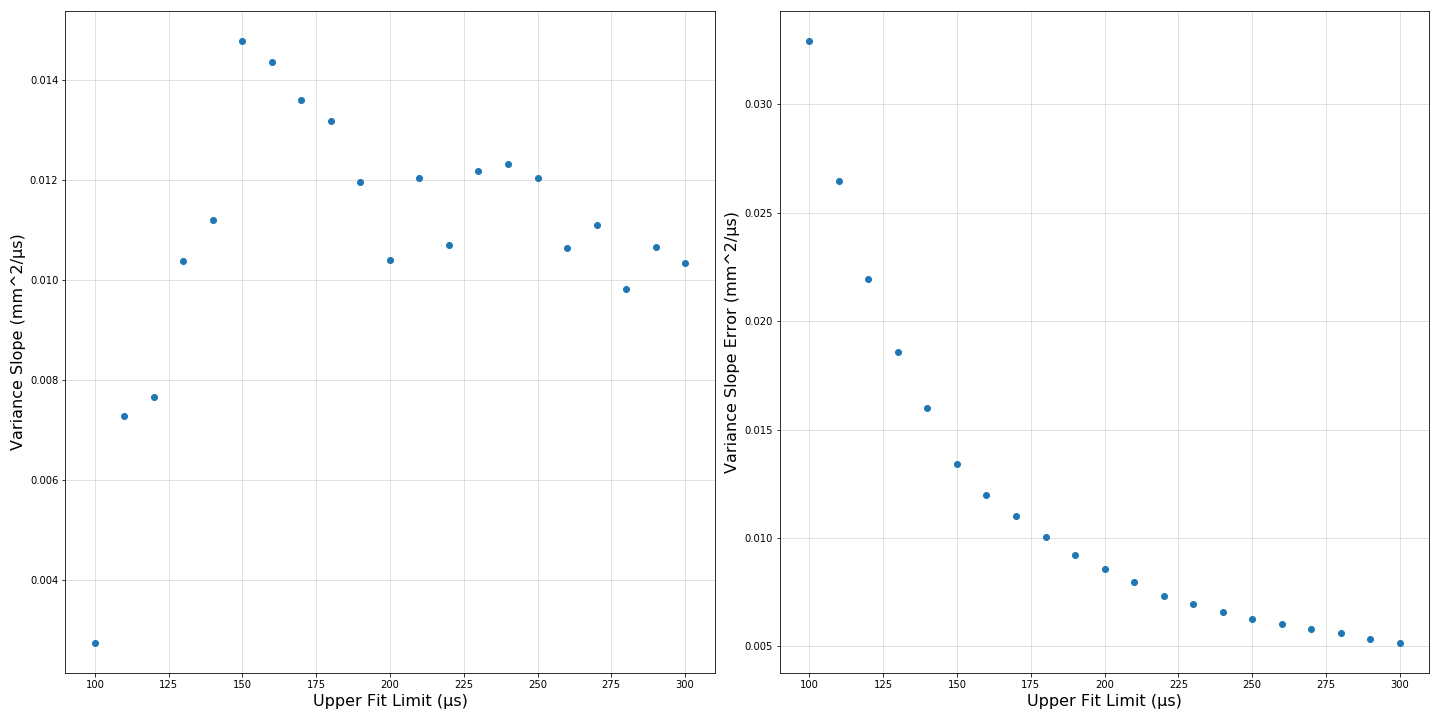 Variance Slope (mm^2/μs)
0.014
0.012
0.010
0.008
0.006
0.004
100 125 150 175 200 225 250 275 300
Upper Fit Limit (μs)
Variance Slope Error (mm^2/μs)
0.030
0.025
0.020
0.015
0.010
0.005
100 125 150 175 200 225 250 275 300
Upper Fit Limit (μs)